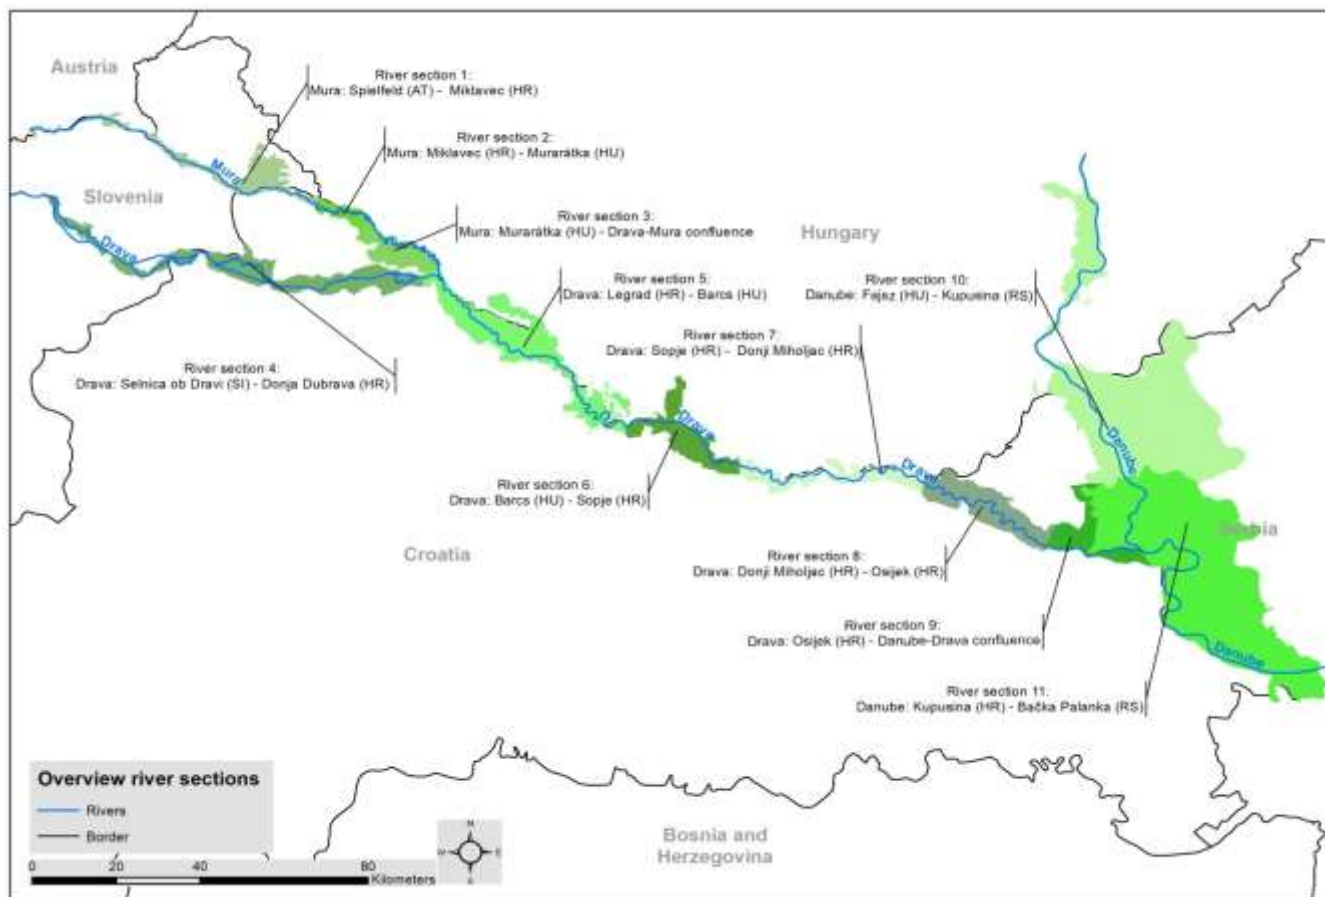 Austria
River section 1:
Mura: Spielfeld (AT) - Miklavec (HR)
River section 2:
Mura: Miklavec (HR) - Murarátka (HU)
Mura
Slovenia
River section 3:
Mura: Murarátka (HU) - Drava-Mura confluence
Hungary
Drava
River section 5:
Drava: Legrad (HR) - Barcs (HU)
River section 10:
Danube: Fajsz (HU) - Kupusina (RS)
River section 7:
Drava: Sopje (HR) - Donji Miholjac (HR)
River section 4:
Drava: Selnica ob Dravi (SI) - Donja Dubrava (HR)
Drava
Danube
Drava
River section 6:
Drava: Barcs (HU) - Sopje (HR)
Serbia
Croatia
River section 8:
Drava: Donji Miholjac (HR) - Osijek (HR)
River section 9:
Drava: Osijek (HR) - Danube-Drava confluence
Danube
River section 11:
Danube: Kupusina (HR) - Bačka Palanka (RS)
Overview river sections
Rivers
Border
Bosnia and
Herzegovina
N
W E
S
0 20 40 80
Kilometers